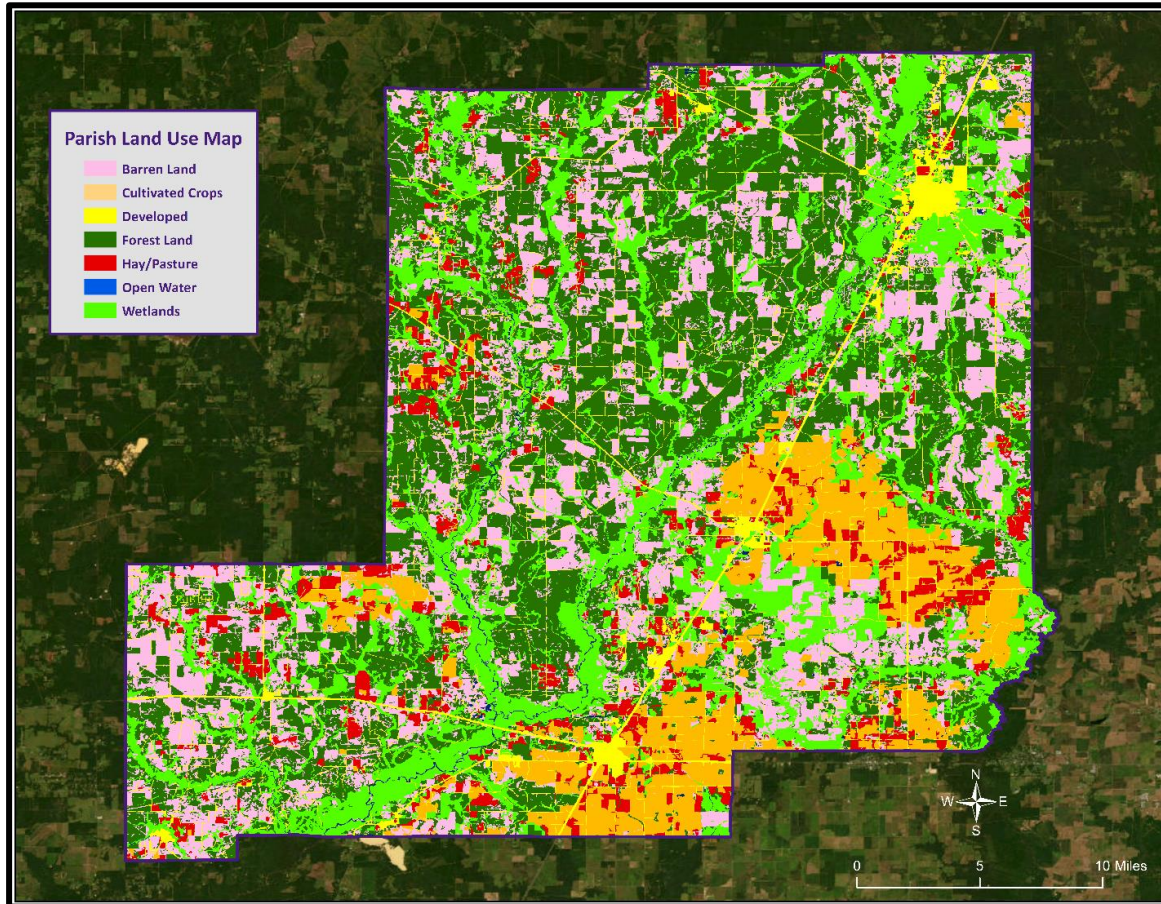 Parish Land Use Map
Barren Land
Cultivated Crops
Developed
Forest Land
Hay/Pasture
Open Water
Wetlands
N
W E
S
0 5 10 Miles